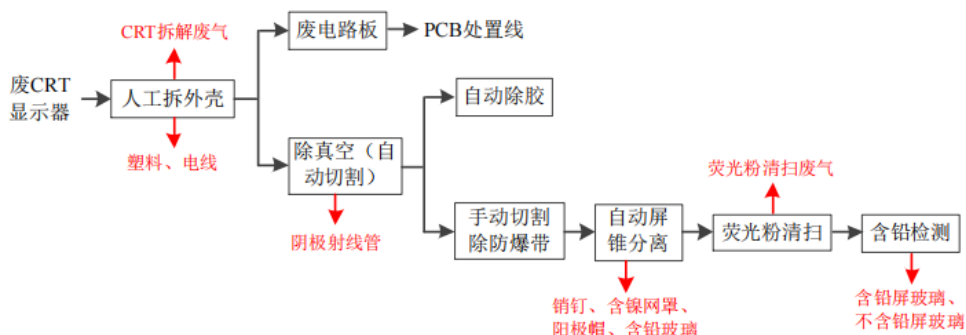 CRT拆解废气
废电路板
PCB处置线
废CRT
显示器
人工拆外壳
自动除胶
塑料、电线
除真空（自
动切割）
荧光粉清扫废气
阴极射线管
手动切割
除防爆带
自动屏
锥分离
荧光粉清扫
含铅检测
销钉、含镍网罩、
阳极帽、含铅玻璃
含铅屏玻璃、
不含铅屏玻璃